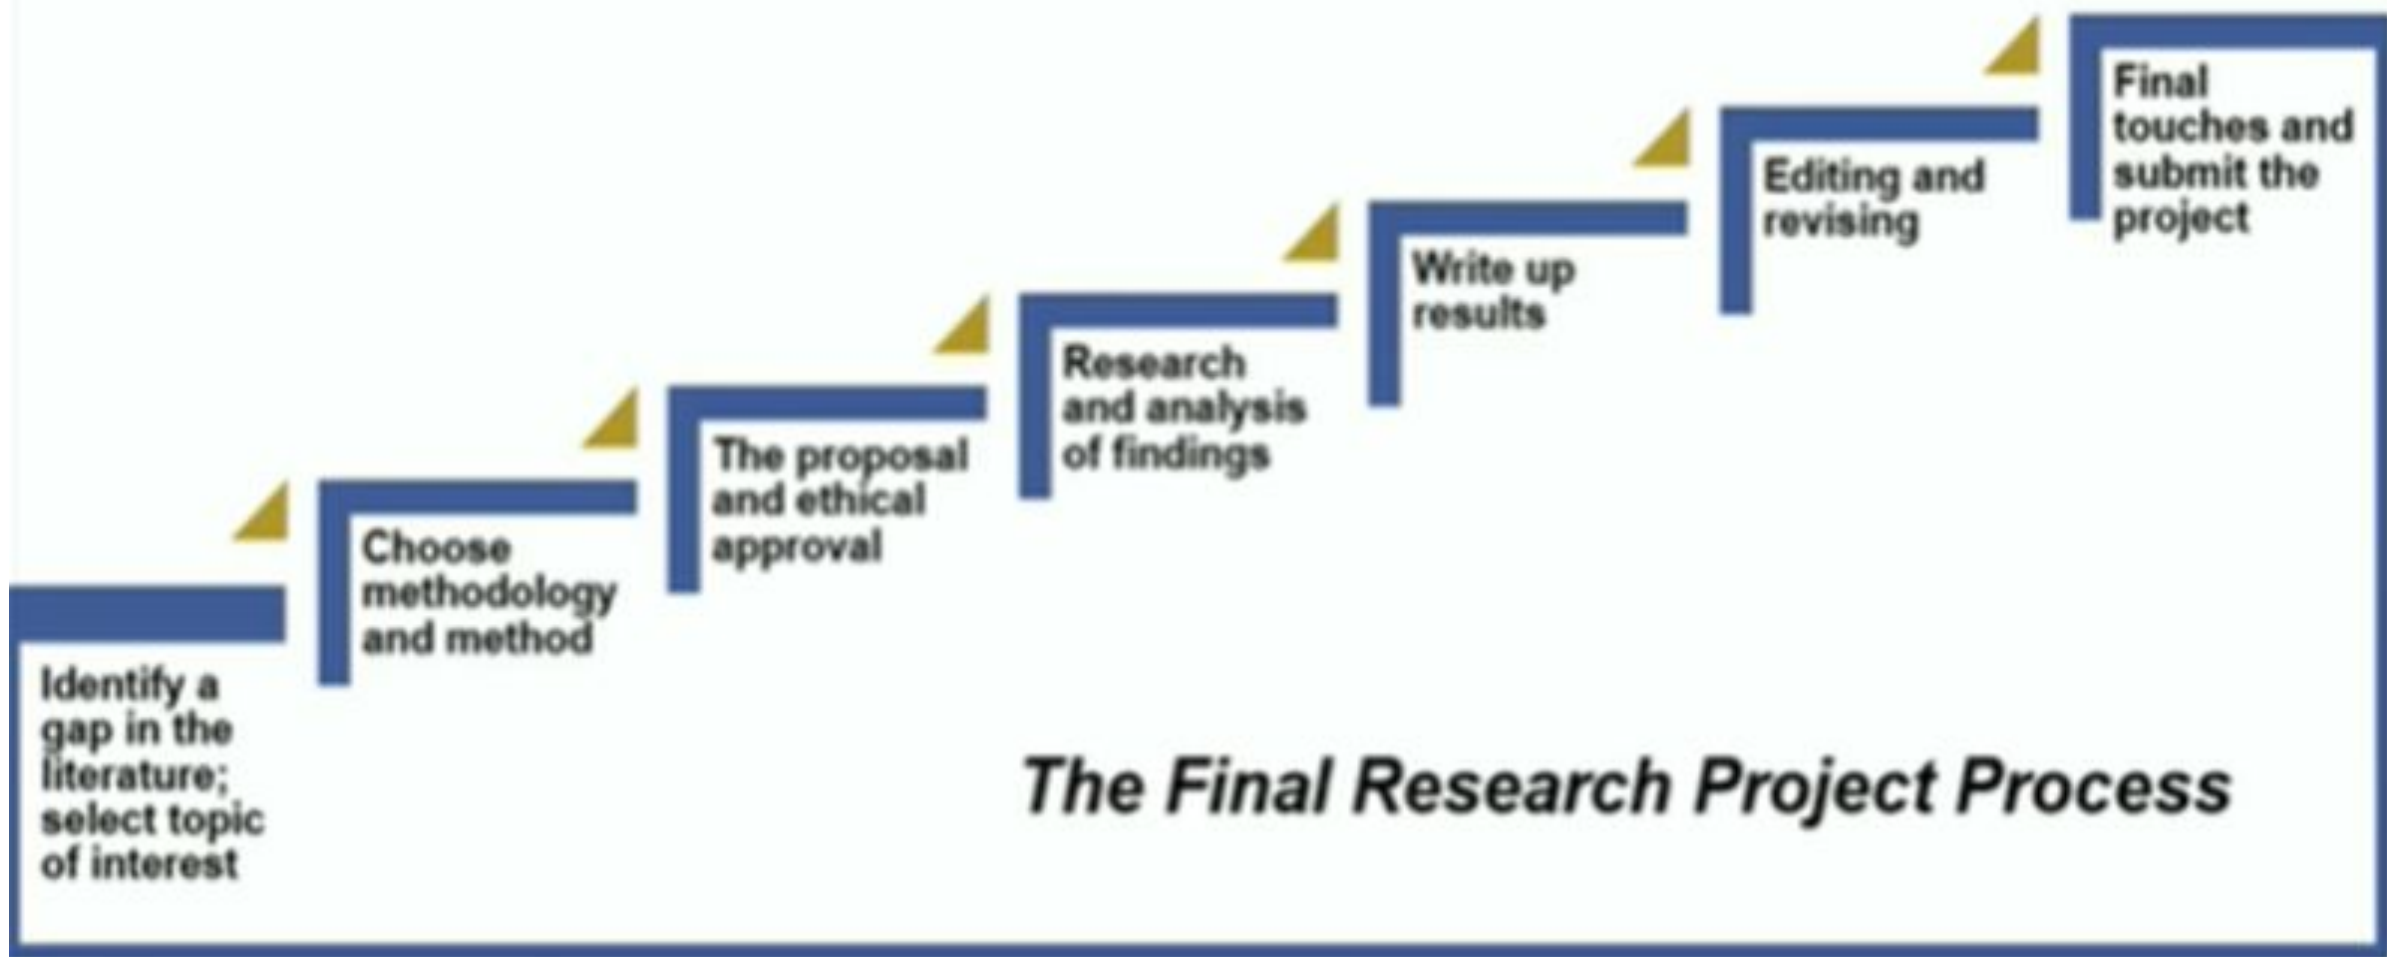 Identify a
gap in the
literature;
select topic
of interest
Choose
methodology
and method
The proposal
and ethical
approval
Research
and analysis
of findings
Write up
results
Editing and
revising
Final
touches and
submit the
project
The Final Research Project Process